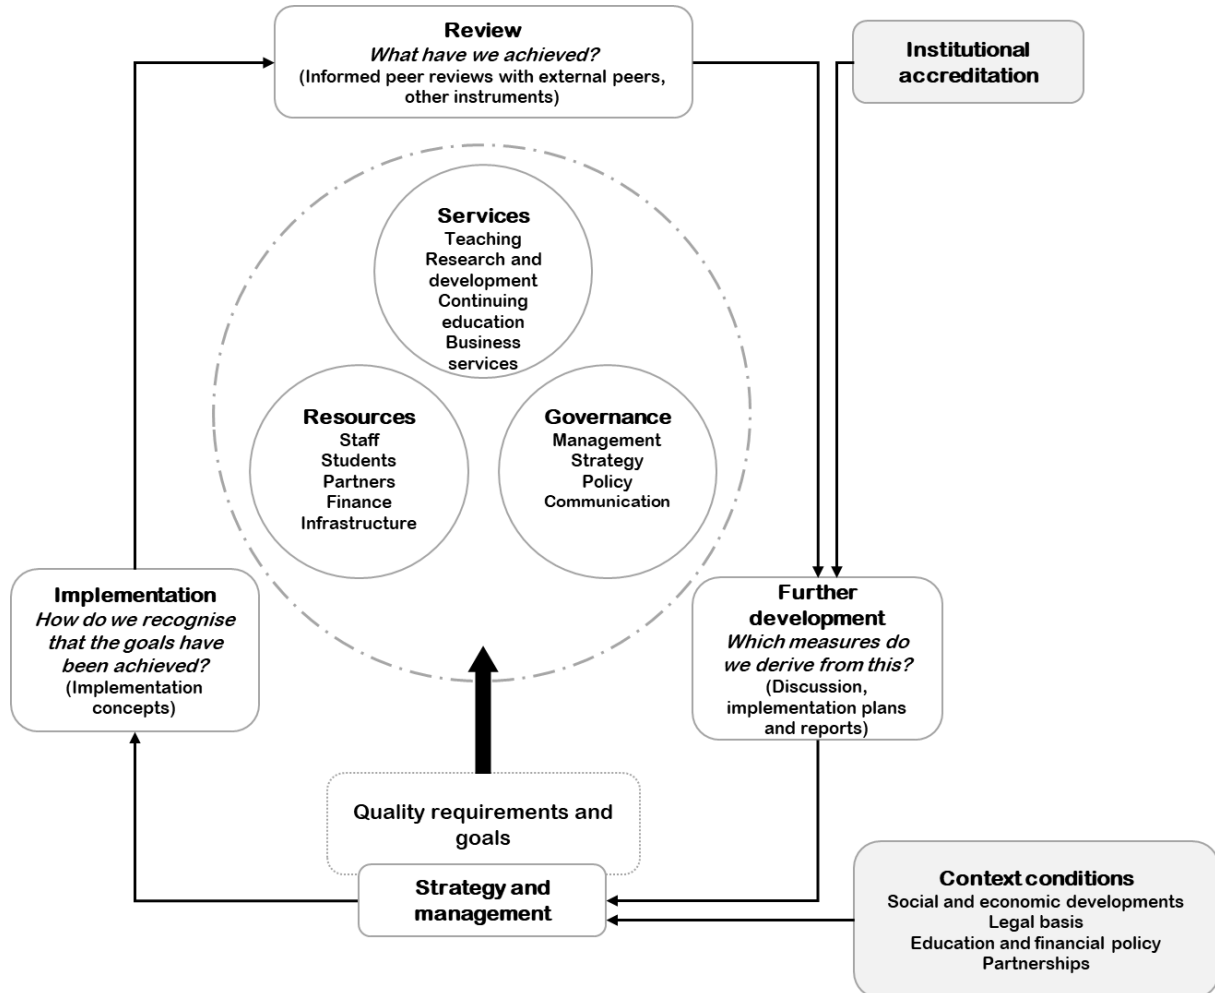 Review
What have we achieved?
(Informed peer reviews with external peers,
other instruments)
Institutional
accreditation
Services
Teaching
Research and
development
Continuing
education
Business
services
Resources
Staff
Students
Partners
Finance
Infrastructure
Governance
Management
Strategy
Policy
Communication
Implementation
How do we recognise
that the goals have
been achieved?
(Implementation
concepts)
Further
development
Which measures do
we derive from this?
(Discussion,
implementation plans
and reports)
Quality requirements and
goals
Strategy and
management
Context conditions
Social and economic developments
Legal basis
Education and financial policy
Partnerships